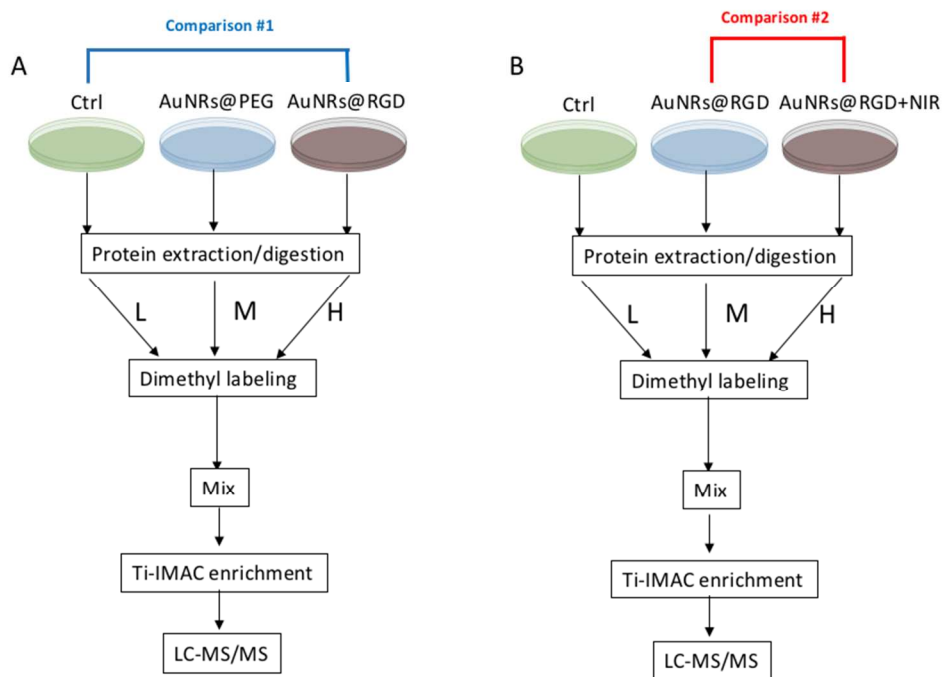 Comparison #1
A
Ctrl
AuNRs@PEG
AuNRs@RGD
Protein extraction/digestion
L
M
H
Dimethyl labeling
Mix
Ti-IMAC enrichment
LC-MS/MS
Comparison #2
B
Ctrl
AuNRs@RGD
AuNRs@RGD+NIR
Protein extraction/digestion
L
M
H
Dimethyl labeling
Mix
Ti-IMAC enrichment
LC-MS/MS